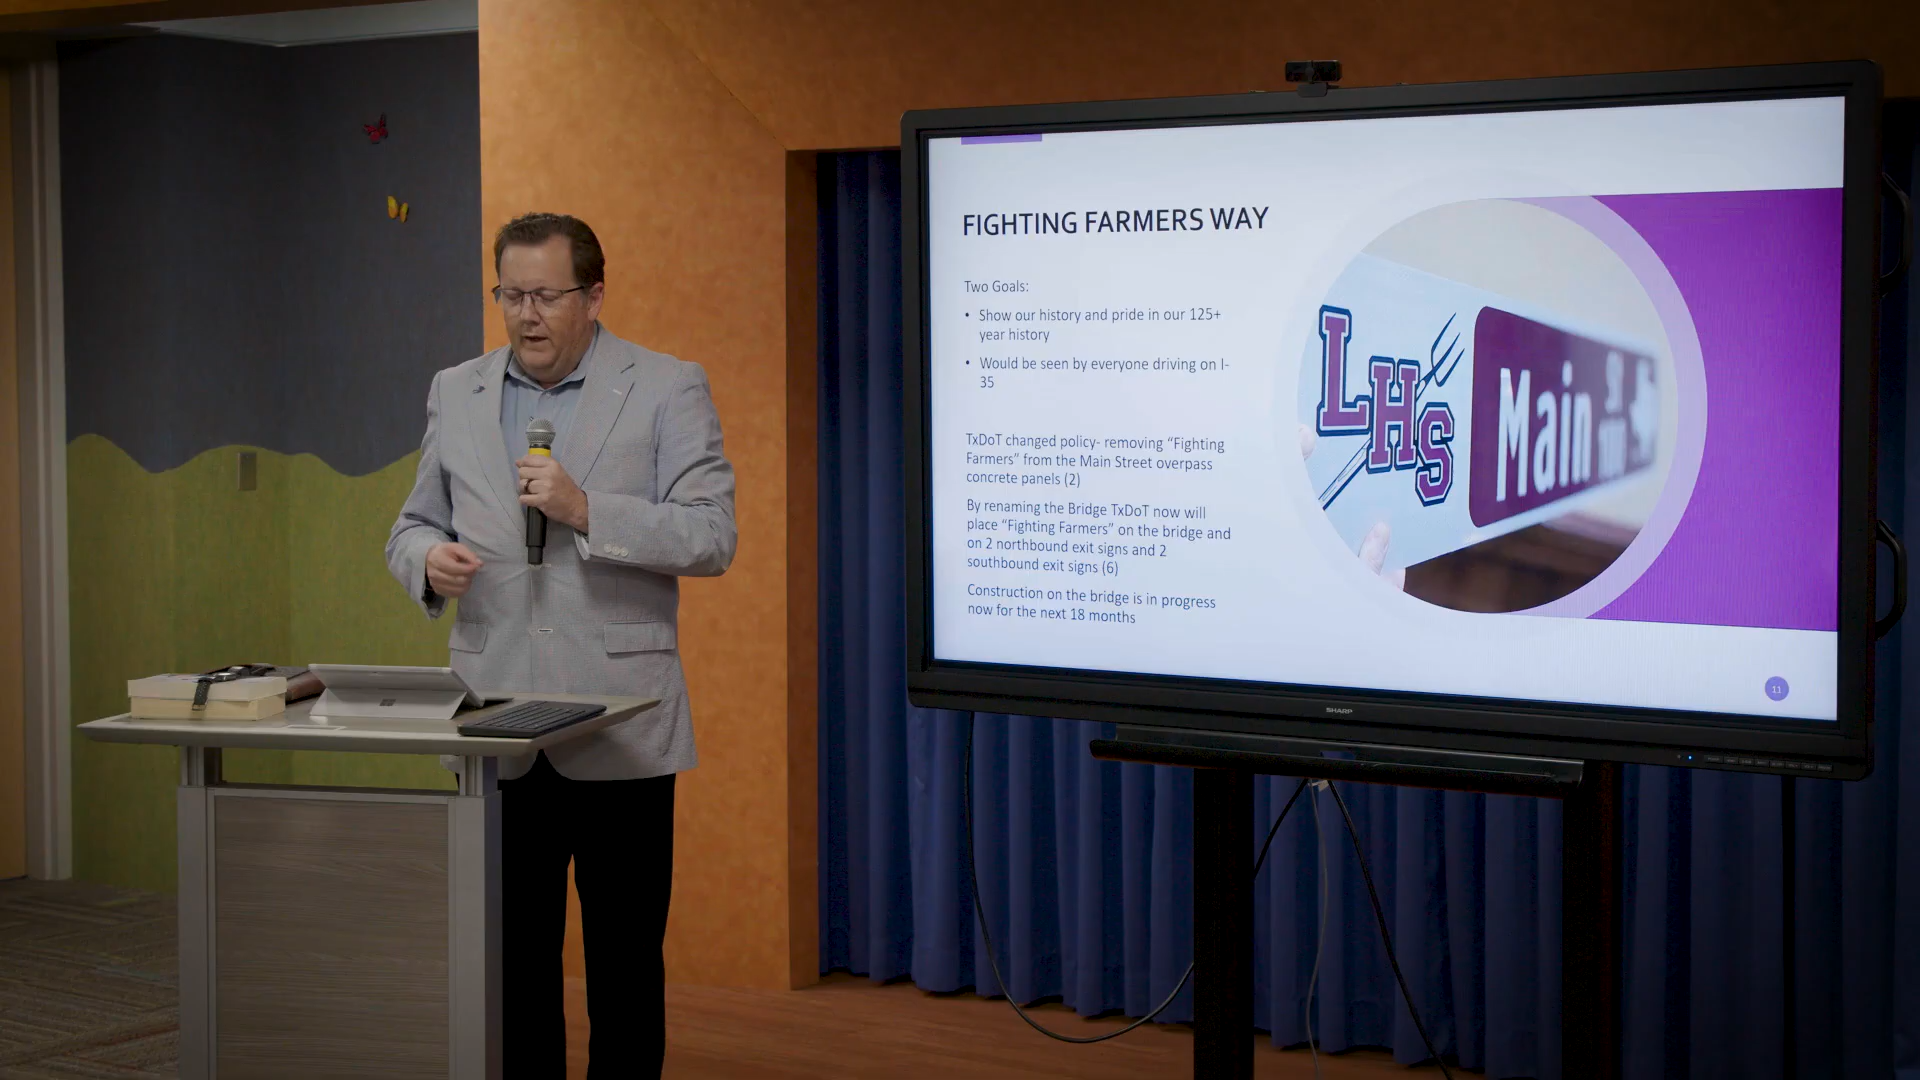 FIGHTING FARMERS WAY
Two Goals:
• Show our history and pride in our 125+
year history
• Would be seen by everyone driving on I-
35
TxDoT changed policy- removing “Fighting
Farmers” from the Main Street overpass
concrete panels (2)
By renaming the Bridge TxDoT now will
place “Fighting Farmers” on the bridge and
on 2 northbound exit signs and 2
southbound exit signs (6)
Construction on the bridge is in progress
now for the next 18 months
LHS
Main
11
SHARP